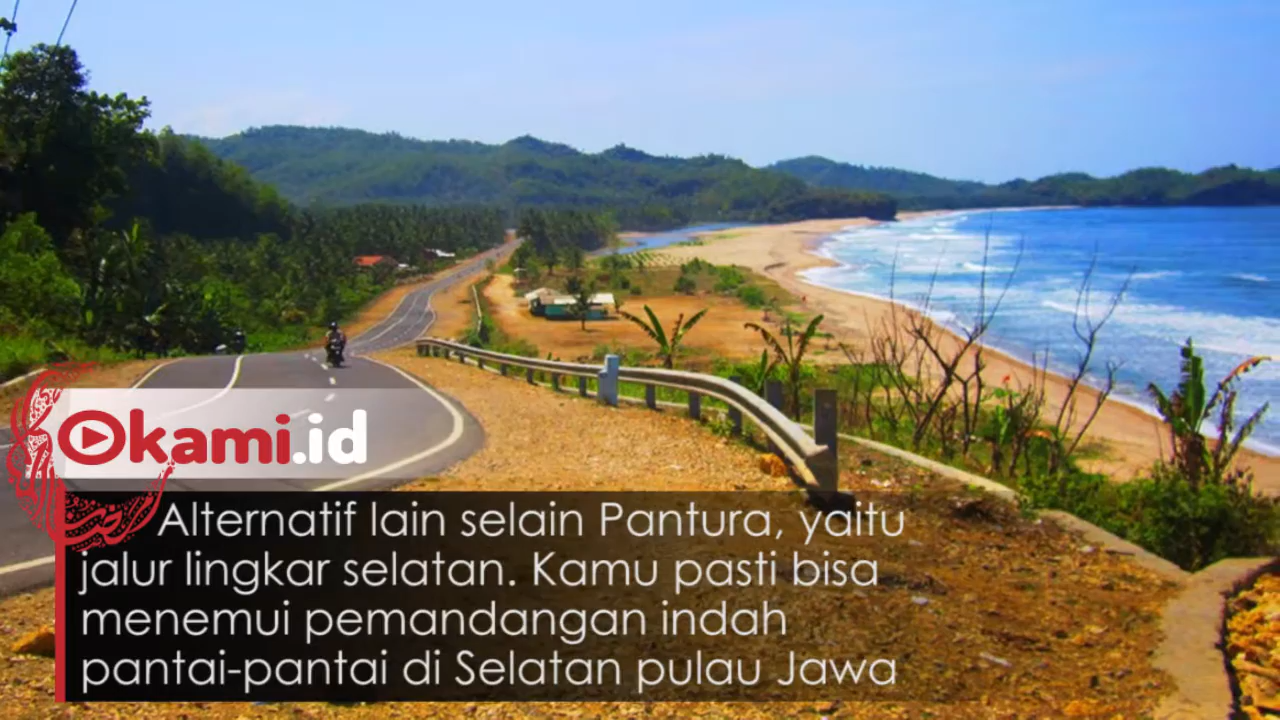 Okami.id
Alternatif lain selain Pantura, yaitu
jalur lingkar selatan. Kamu pasti bisa
menemui pemandangan indah
pantai-pantai di Selatan pulau Jawa